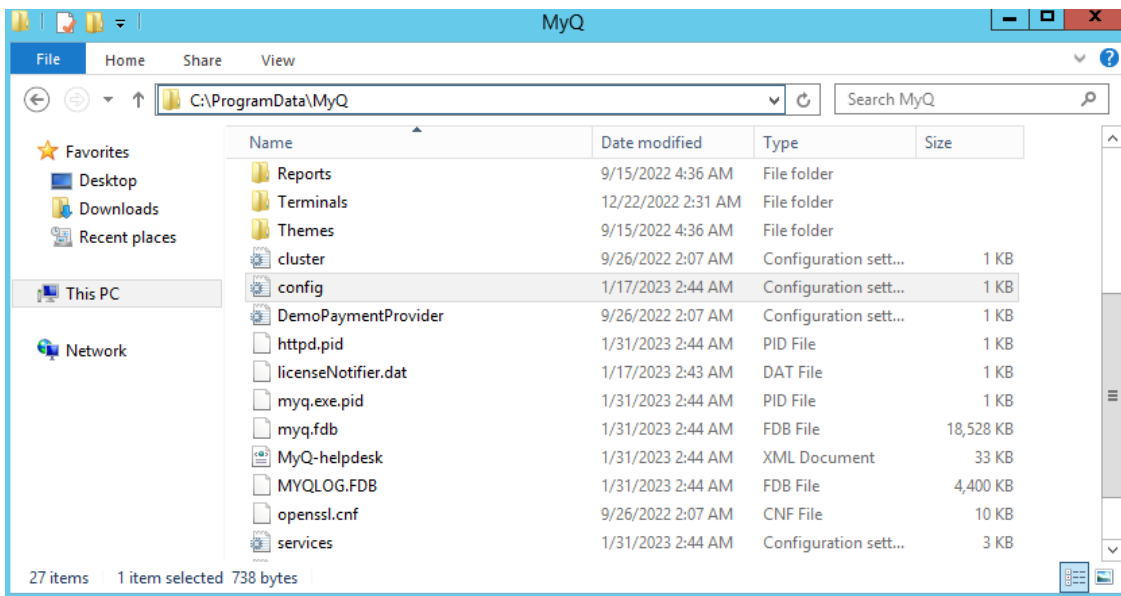 MyQ
File Home Share View
C:\ProgramData\MyQ Search MyQ
Name Date modified Type Size
Favorites
Desktop
Downloads
Recent places
This PC
Network
Reports 9/15/2022 4:36 AM File folder
Terminals 12/22/2022 2:31 AM File folder
Themes 9/15/2022 4:36 AM File folder
cluster 9/26/2022 2:07 AM Configuration sett... 1 KB
config 1/17/2023 2:44 AM Configuration sett... 1 KB
DemoPaymentProvider 9/26/2022 2:07 AM Configuration sett... 1 KB
httpd.pid 1/31/2023 2:44 AM PID File 1 KB
licenseNotifier.dat 1/17/2023 2:43 AM DAT File 1 KB
myq.exe.pid 1/31/2023 2:44 AM PID File 1 KB
myq.fdb 1/31/2023 2:44 AM FDB File 18,528 KB
MyQ-helpdesk 1/31/2023 2:44 AM XML Document 33 KB
MYQLOG.FDB 1/31/2023 2:44 AM FDB File 4,400 KB
openssl.cnf 9/26/2022 2:07 AM CNF File 10 KB
services 1/31/2023 2:44 AM Configuration sett... 3 KB
27 items 1 item selected 738 bytes